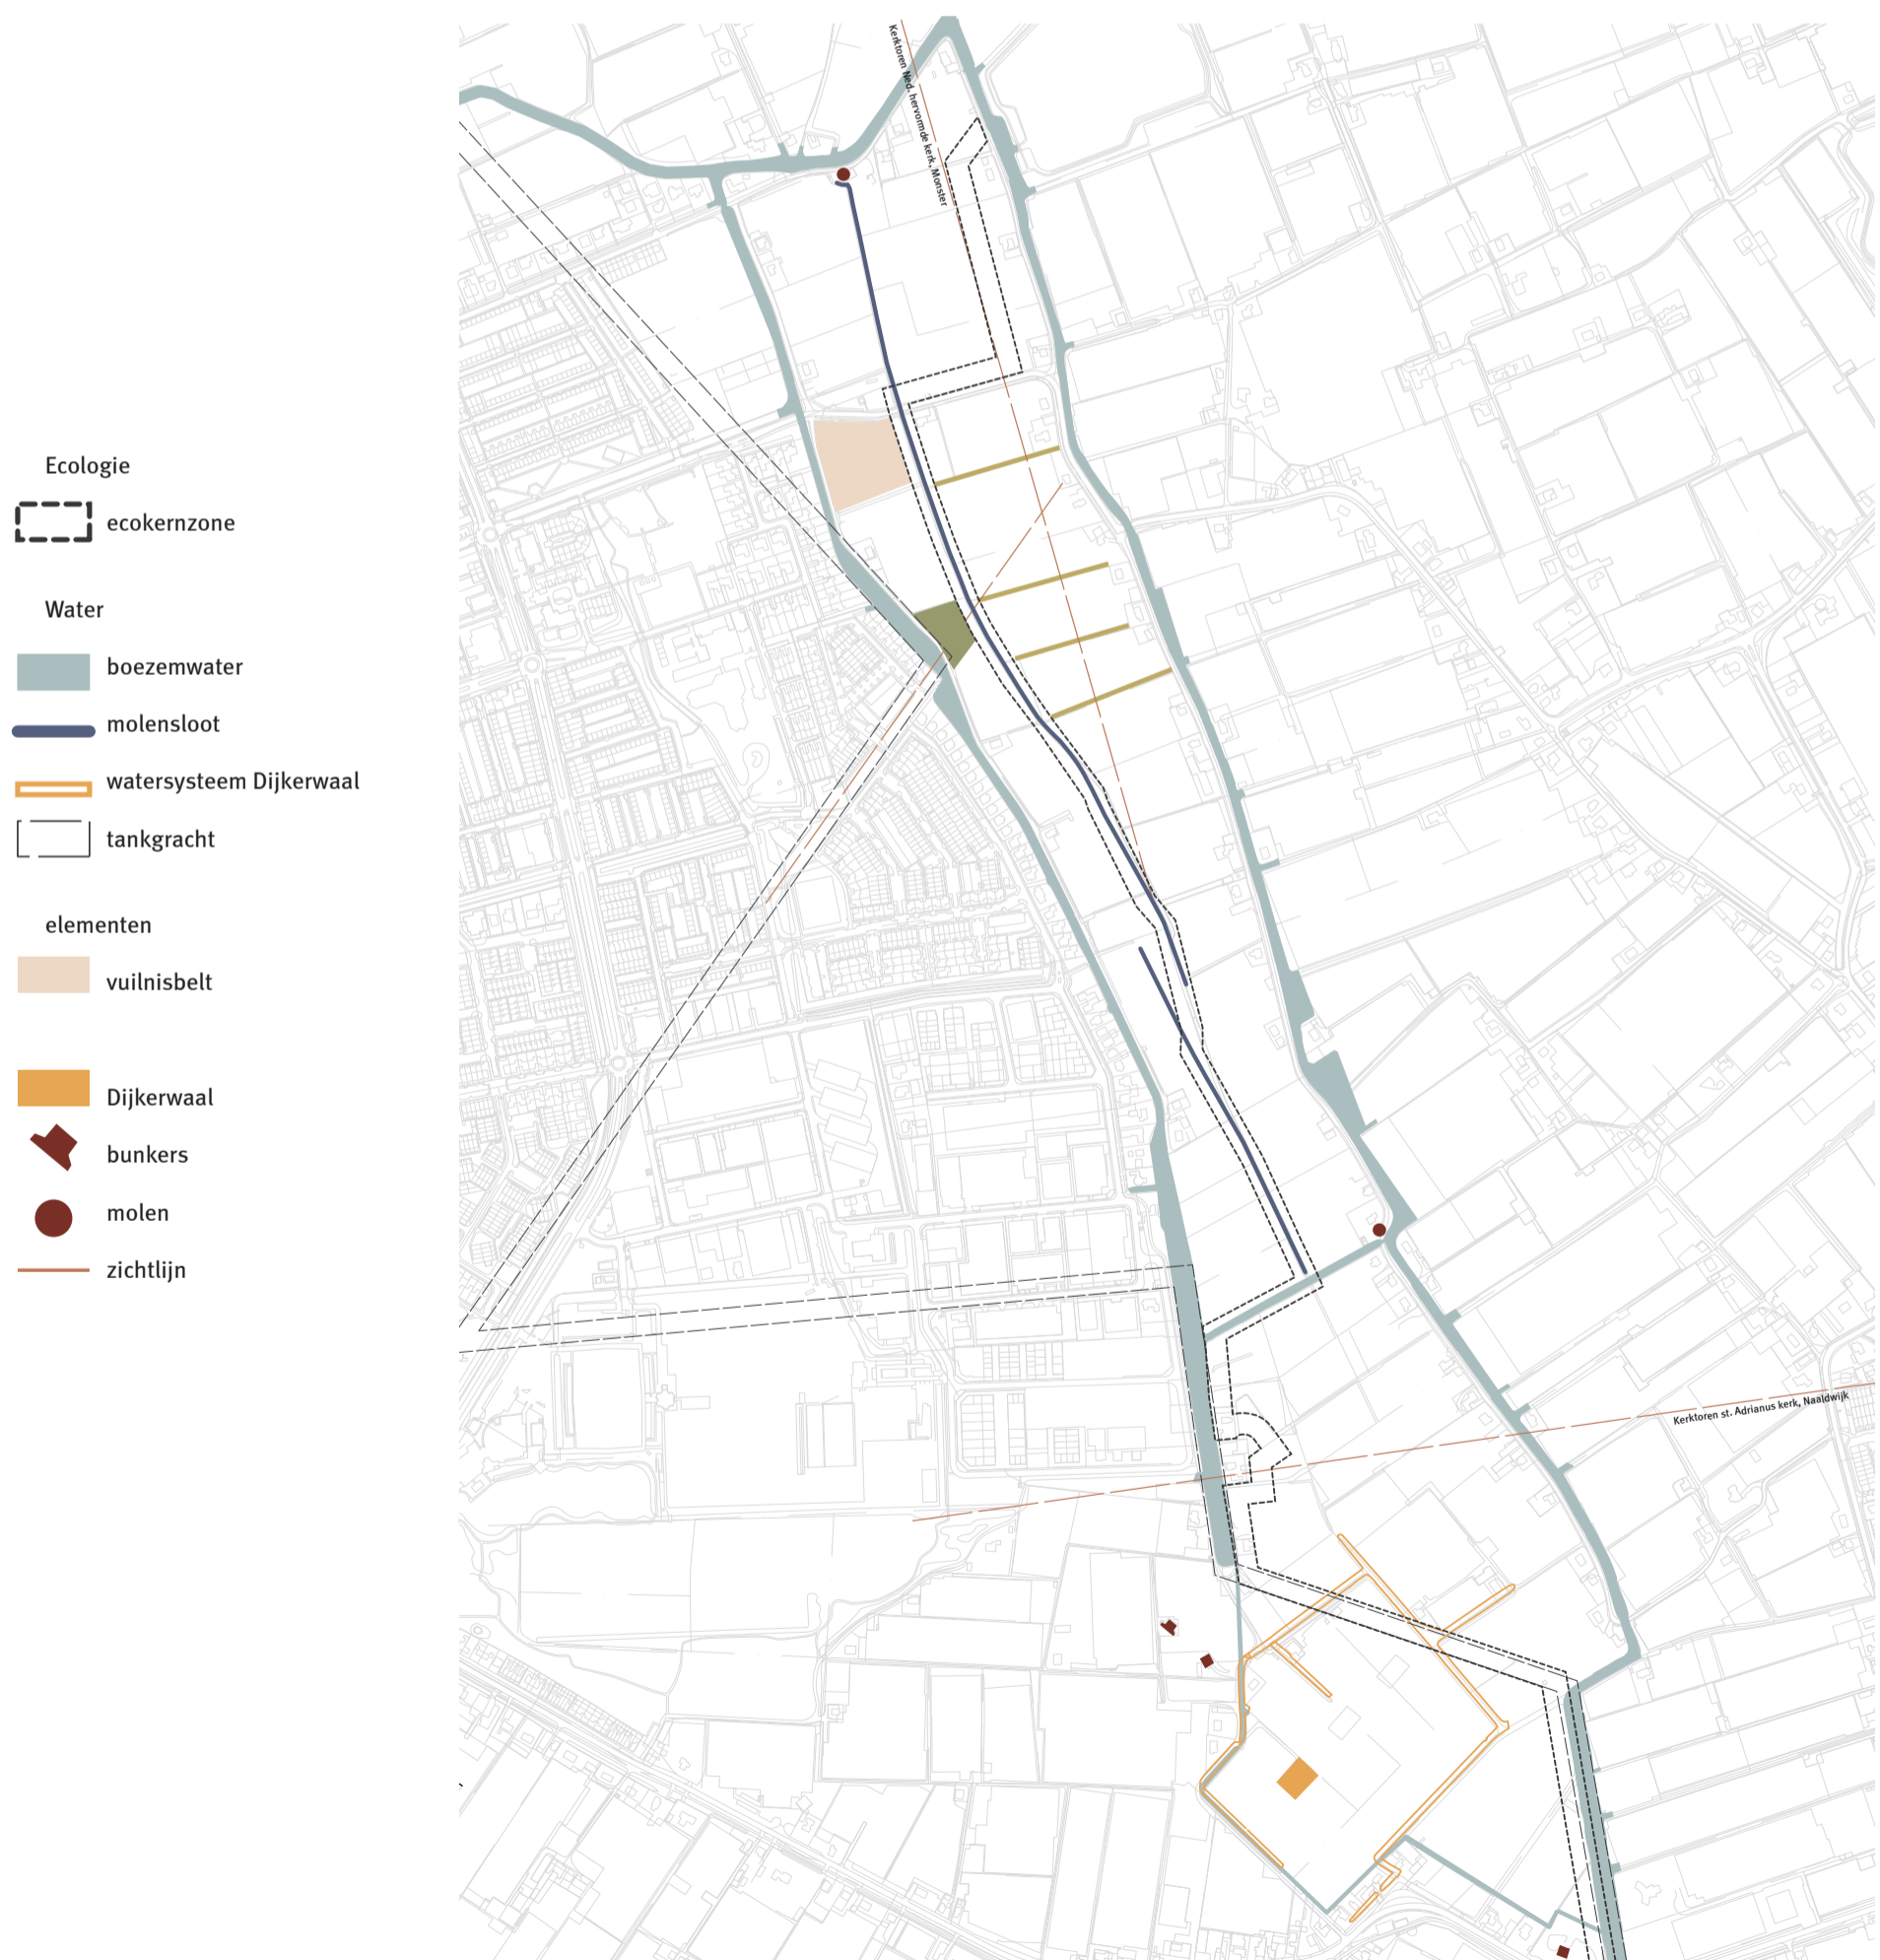 Ecologie
ecokernzone
Water
boezemwater
molensloot
watersysteem Dijkerwaal
tankgracht
elementen
vuilnisbelt
Dijkerwaal
bunkers
molen
zichtlijn
Kerktoren Ned. hervormde kerk, Monster
Kerktoren st. Adrianus kerk, Naaldwijk